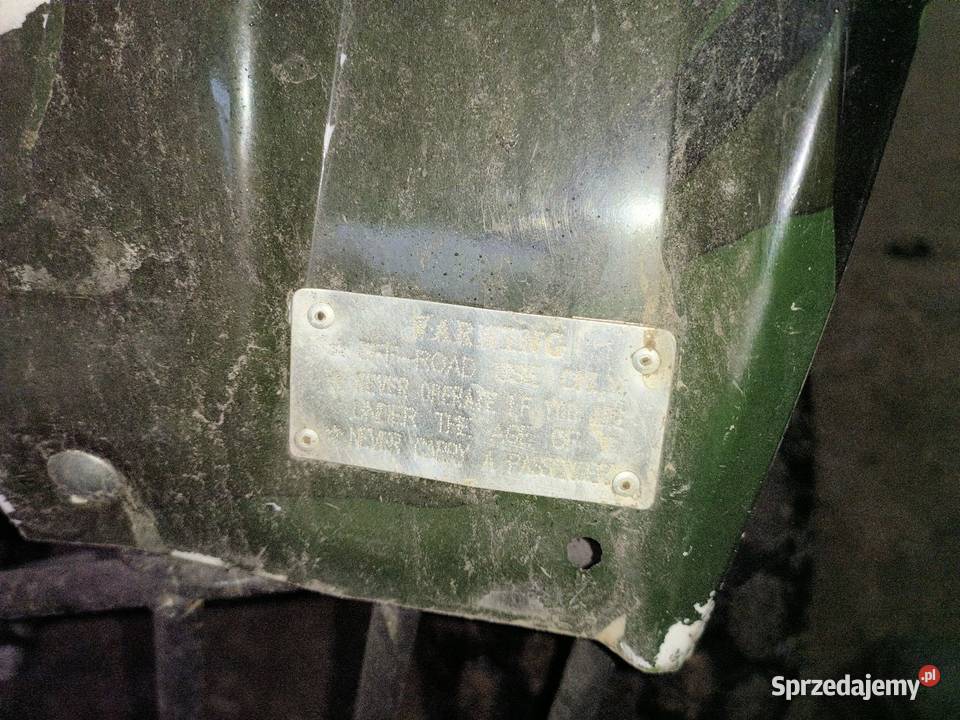 WARNING
OFF-ROAD USE ONLY
NEVER OPERATE IF YOU ARE
UNDER THE AGE OF
NEVER CARRY A PASSENGER
Sprzedajemy.pl